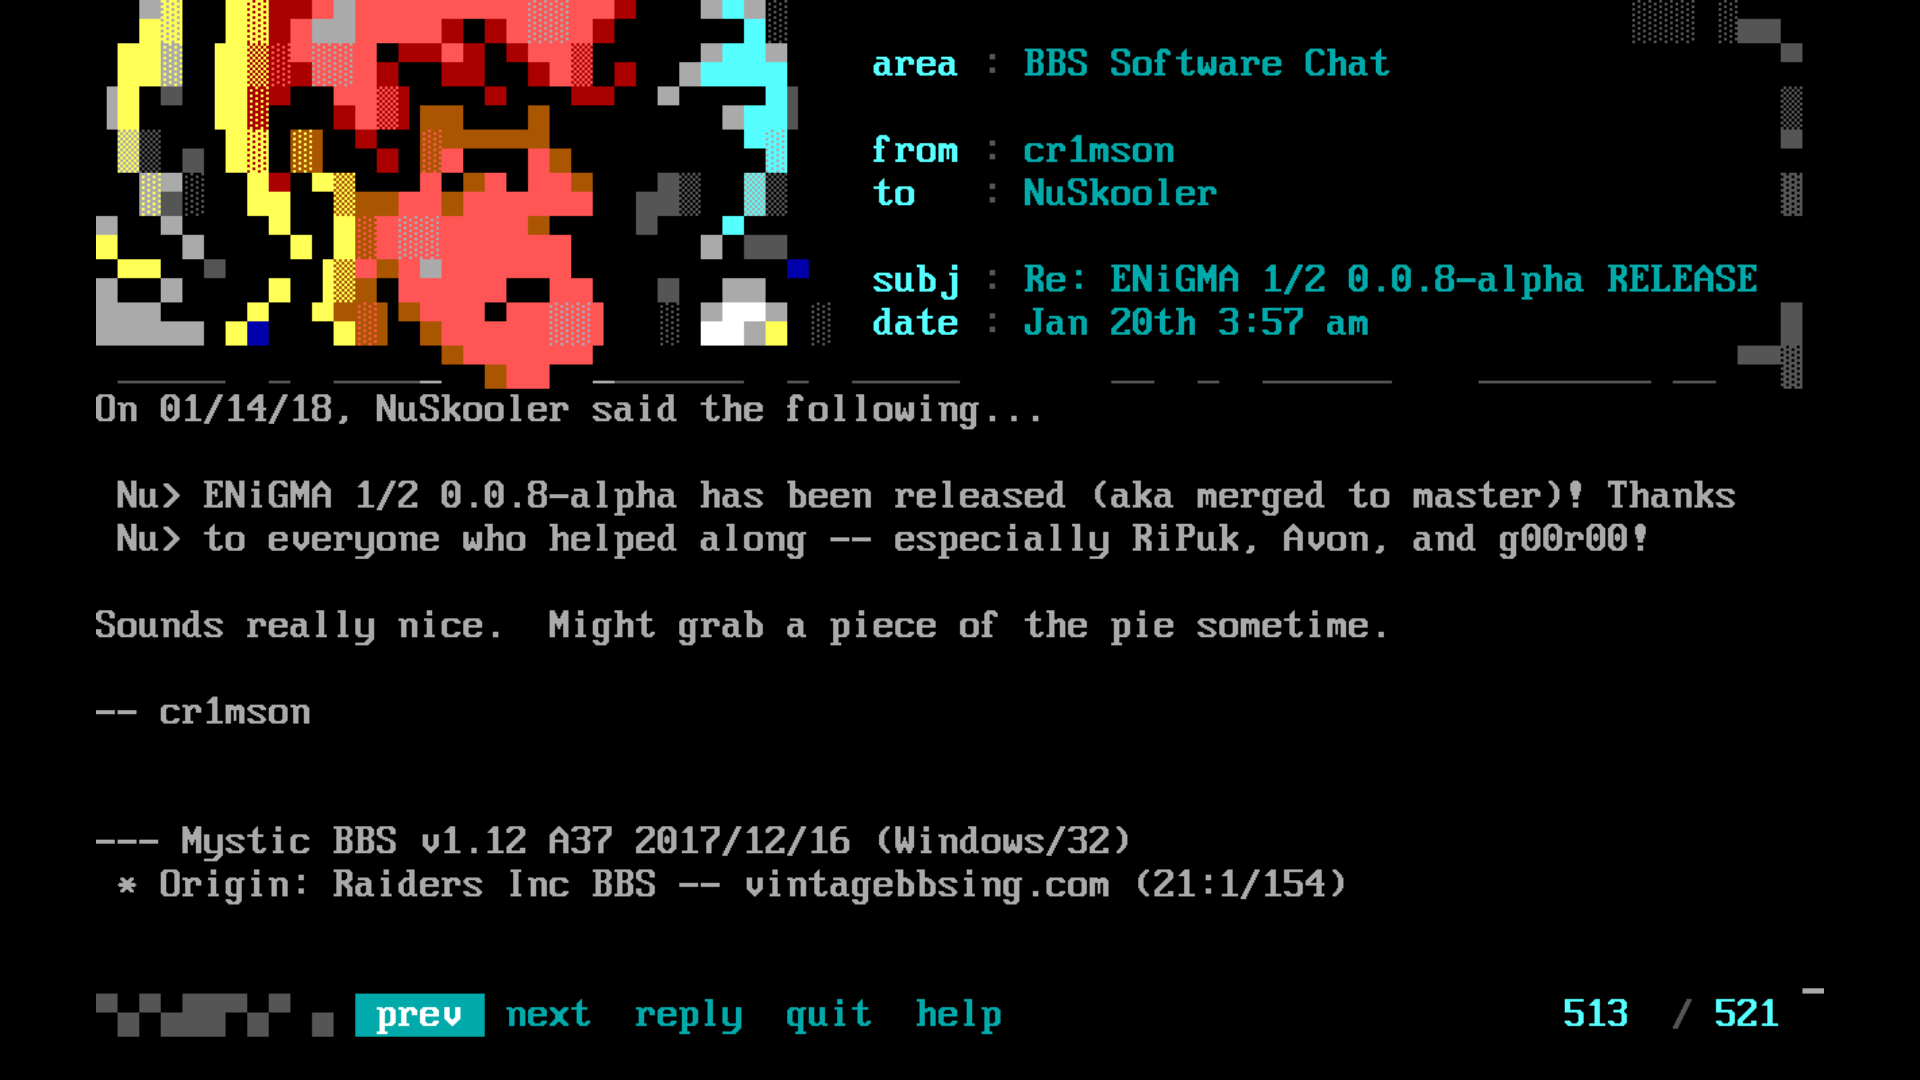 area : BBS Software Chat
from : cr1mson
to : NuSkooler
subj : Re: ENiGMA 1/2 0.0.8-alpha RELEASE
date : Jan 20th 3:57 am
On 01/14/18, NuSkooler said the following...
Nu> ENiGMA 1/2 0.0.8-alpha has been released (aka merged to master)! Thanks
Nu> to everyone who helped along -- especially RiPuk, Avon, and g00r00!
Sounds really nice.  Might grab a piece of the pie sometime.
-- cr1mson
--- Mystic BBS v1.12 A37 2017/12/16 (Windows/32)
* Origin: Raiders Inc BBS -- vintagebbsing.com (21:1/154)
prev next reply quit help 513 / 521